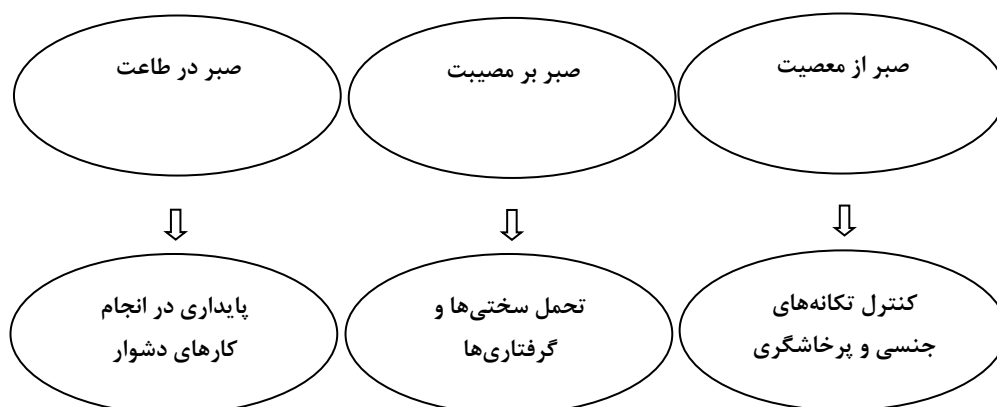 صبر از معصیت
صبر بر مصیبت
صبر در طاعت
کنترل تکانه‌های
جنسی و پرخاشگری
تحمل سختی‌ها و
گرفتاری‌ها
پایداری در انجام
کارهای دشوار